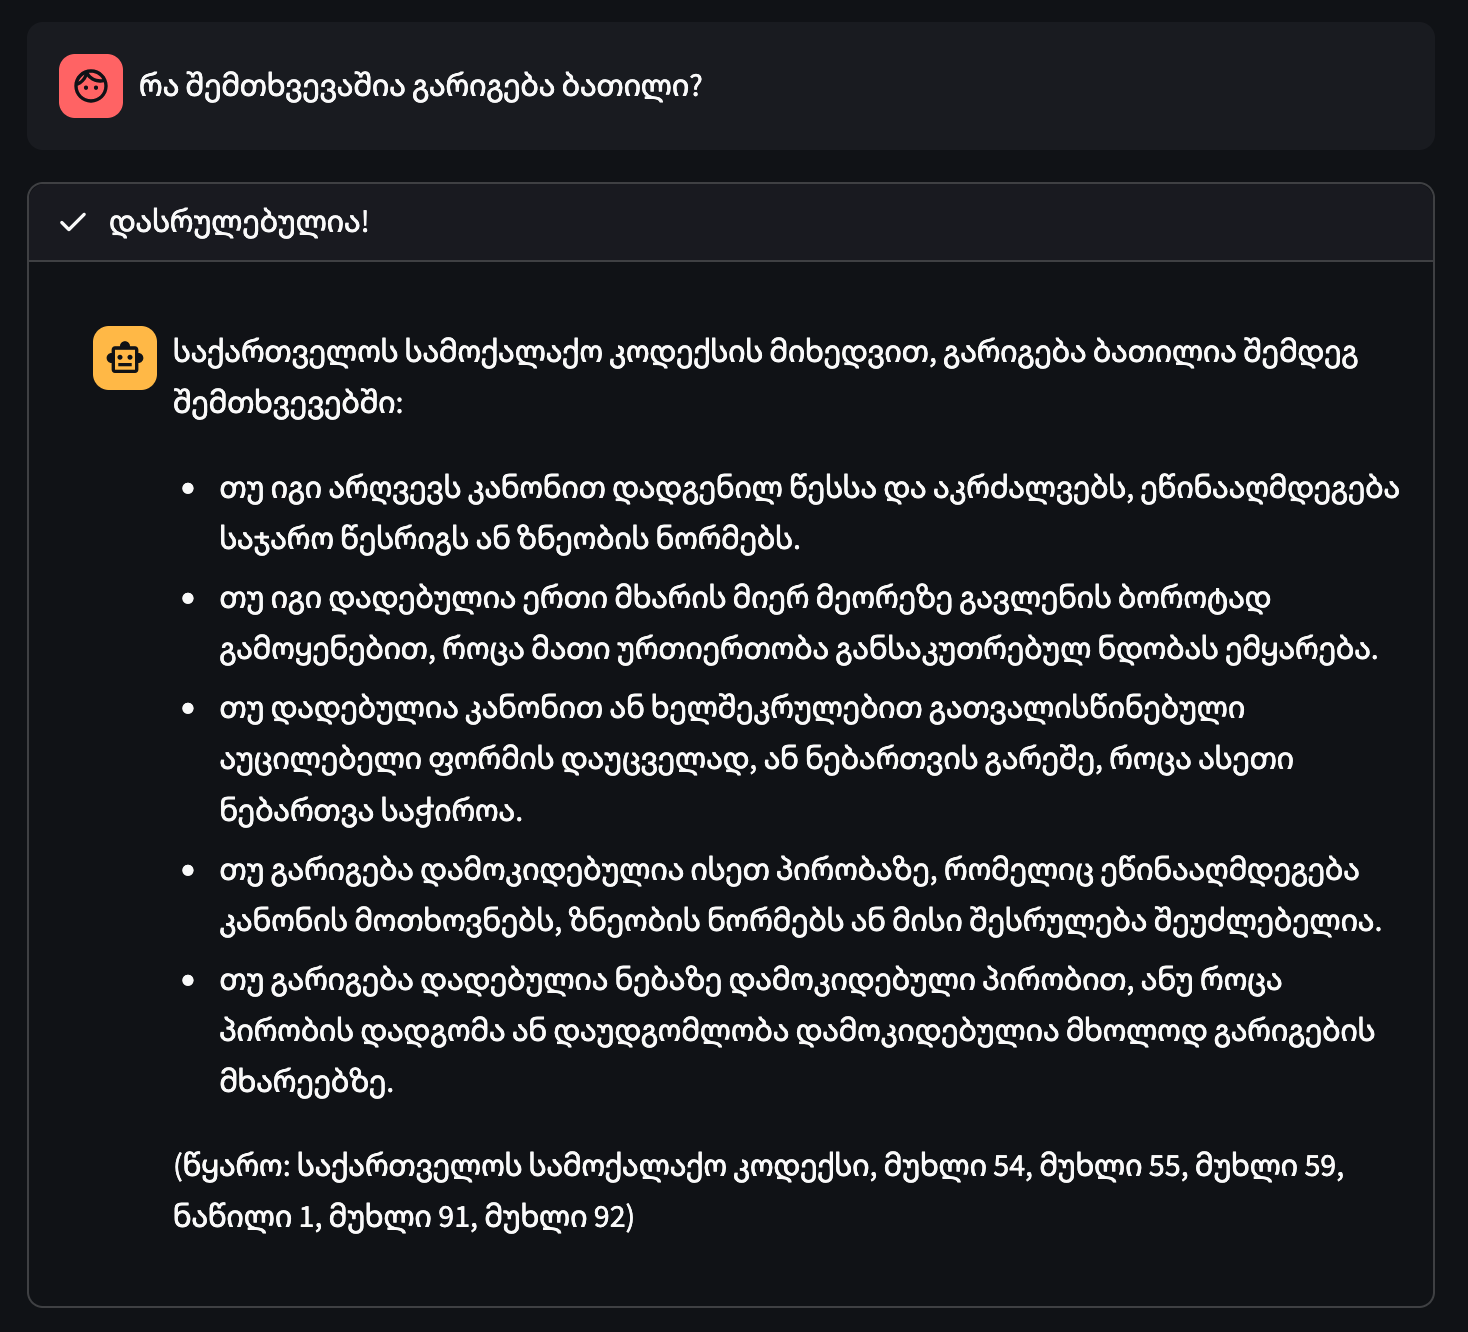 რა შემთხვევაშია გარიგება ბათილი?
დასრულებულია!
საქართველოს სამოქალაქო კოდექსის მიხედვით, გარიგება ბათილია შემდეგ
შემთხვევებში:
• თუ იგი არღვევს კანონით დადგენილ წესსა და აკრძალვებს, ეწინააღმდეგება
საჯარო წესრიგს ან ზნეობის ნორმებს.
• თუ იგი დადებულია ერთი მხარის მიერ მეორეზე გავლენის ბოროტად
გამოყენებით, როცა მათი ურთიერთობა განსაკუთრებულ ნდობას ემყარება.
• თუ დადებულია კანონით ან ხელშეკრულებით გათვალისწინებული
აუცილებელი ფორმის დაუცველად, ან ნებართვის გარეშე, როცა ასეთი
ნებართვა საჭიროა.
• თუ გარიგება დამოკიდებულია ისეთ პირობაზე, რომელიც ეწინააღმდეგება
კანონის მოთხოვნებს, ზნეობის ნორმებს ან მისი შესრულება შეუძლებელია.
• თუ გარიგება დადებულია ნებაზე დამოკიდებული პირობით, ანუ როცა
პირობის დადგომა ან დაუდგომლობა დამოკიდებულია მხოლოდ გარიგების
მხარეებზე.
(წყარო: საქართველოს სამოქალაქო კოდექსი, მუხლი 54, მუხლი 55, მუხლი 59,
ნაწილი 1, მუხლი 91, მუხლი 92)